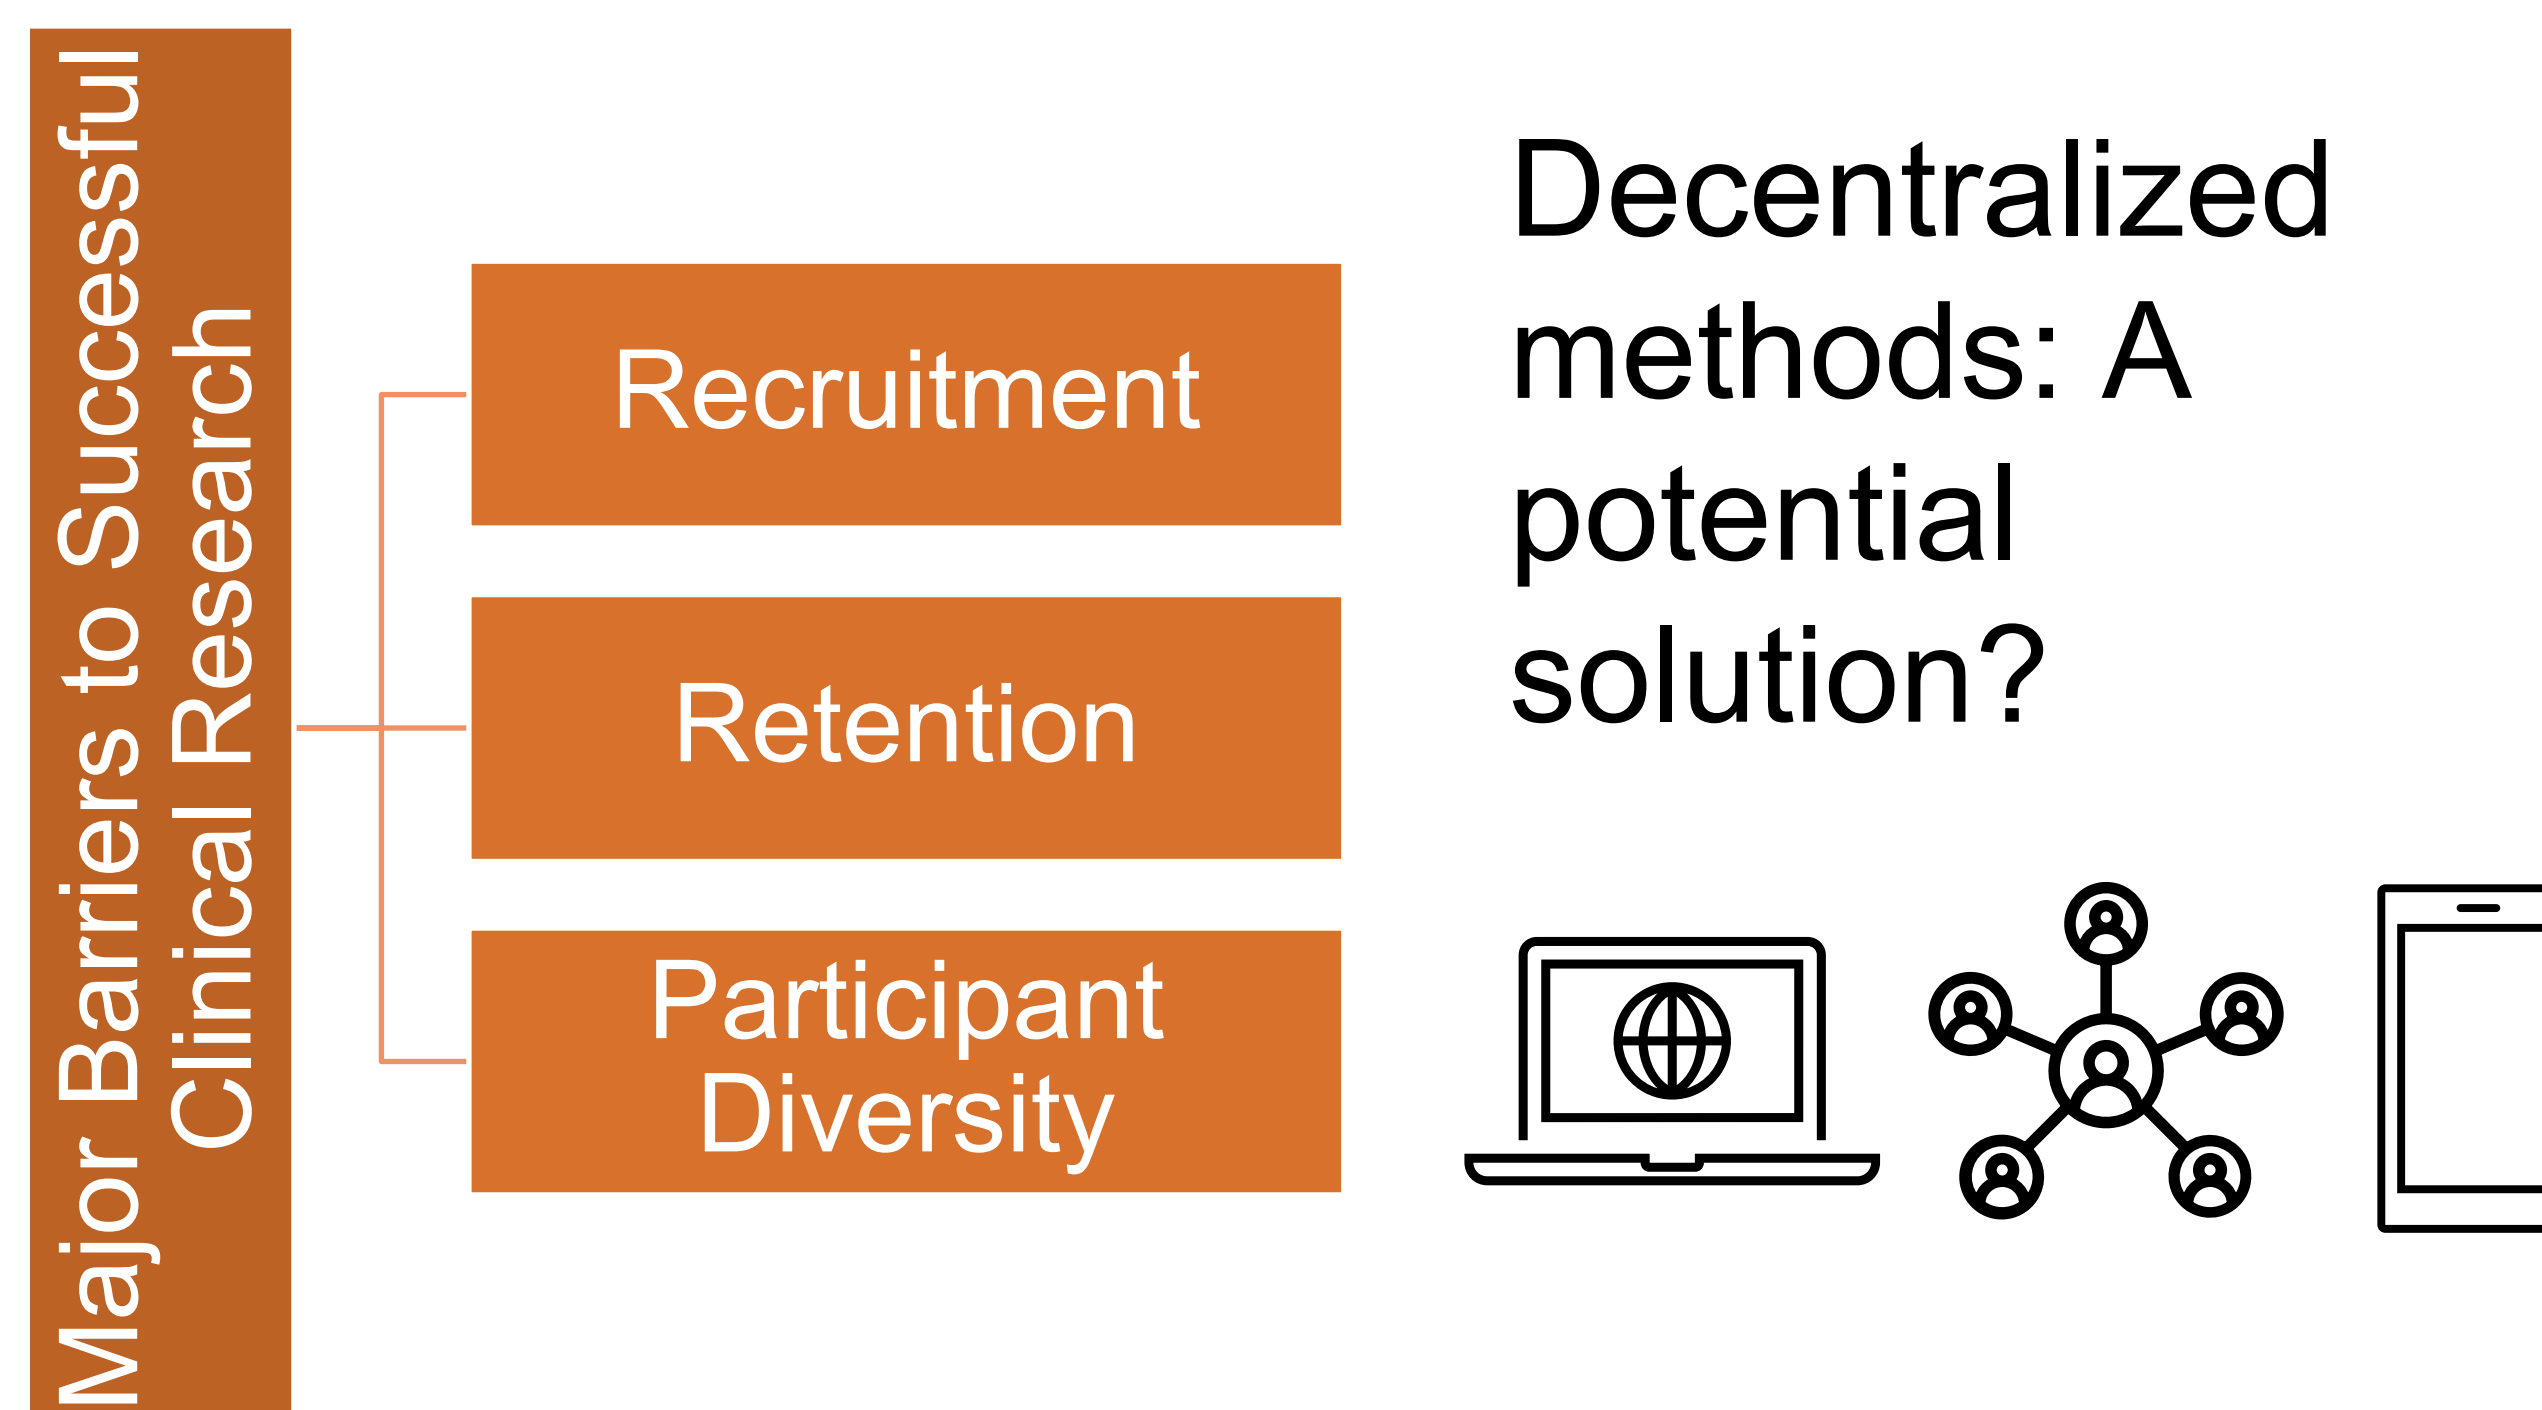 Major Barriers to Successful
Clinical Research
Recruitment
Retention
Participant
Diversity
Decentralized
methods: A
potential
solution?